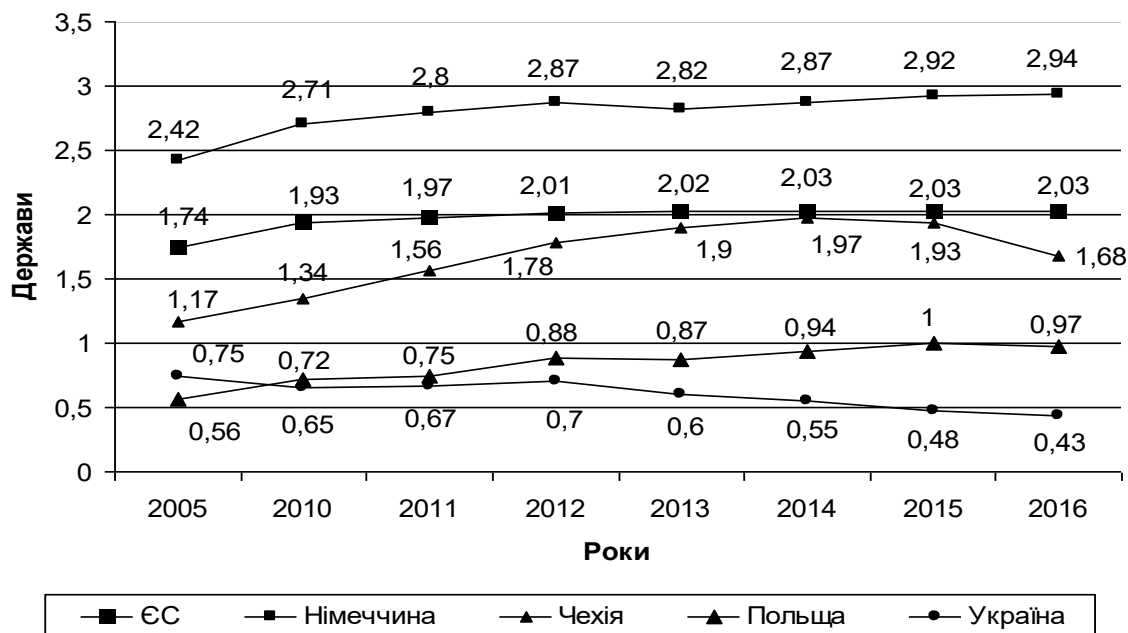 3,5
3
2,5
2
1,5
1
0,5
0
Держави
2,42 2,71 2,8 2,87 2,82 2,87 2,92 2,94
1,74 1,93 1,97 2,01 2,02 2,03 2,03 2,03
1,17 1,34 1,56 1,78 1,9 1,97 1,93 1,68
0,75 0,72 0,75 0,88 0,87 0,94 1 0,97
0,56 0,65 0,67 0,7 0,6 0,55 0,48 0,43
2005 2010 2011 2012 2013 2014 2015 2016
Роки
ЄС Німеччина Чехія Польща Україна